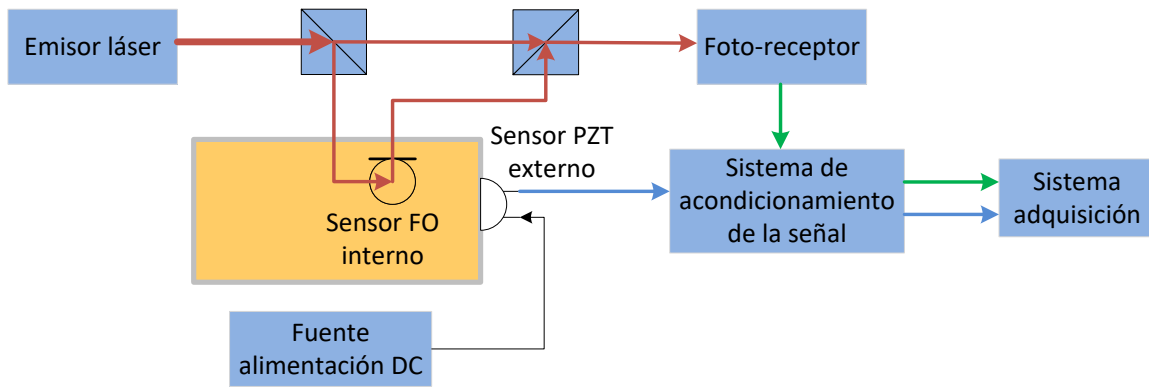 Emisor láser
Foto-receptor
Sensor PZT
externo
Sensor FO
interno
Sistema de
acondicionamiento
de la señal
Sistema
adquisición
Fuente
alimentación DC